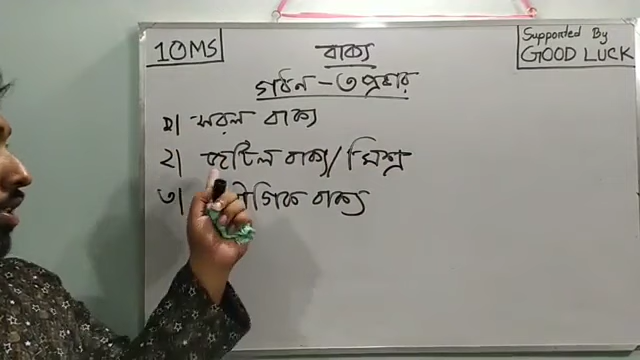 10MS
Supported By
GOOD LUCK
বাক্য
গঠন - ৩ প্রকার
১। সরল বাক্য
২। জটিল বাক্য/মিশ্র
৩। বাক্য